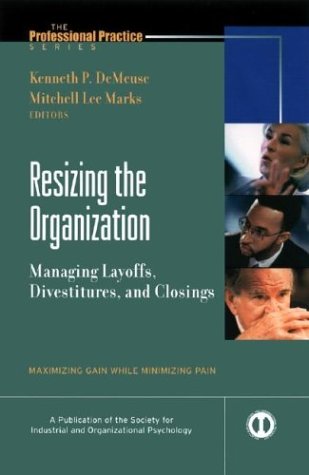 THE
Professional Practice
SERIES
Kenneth P. DeMeuse
Mitchell Lee Marks
EDITORS
Resizing the
Organization
Managing Layoffs,
Divestitures, and Closings
MAXIMIZING GAIN WHILE MINIMIZING PAIN
A Publication of the Society for
Industrial and Organizational Psychology